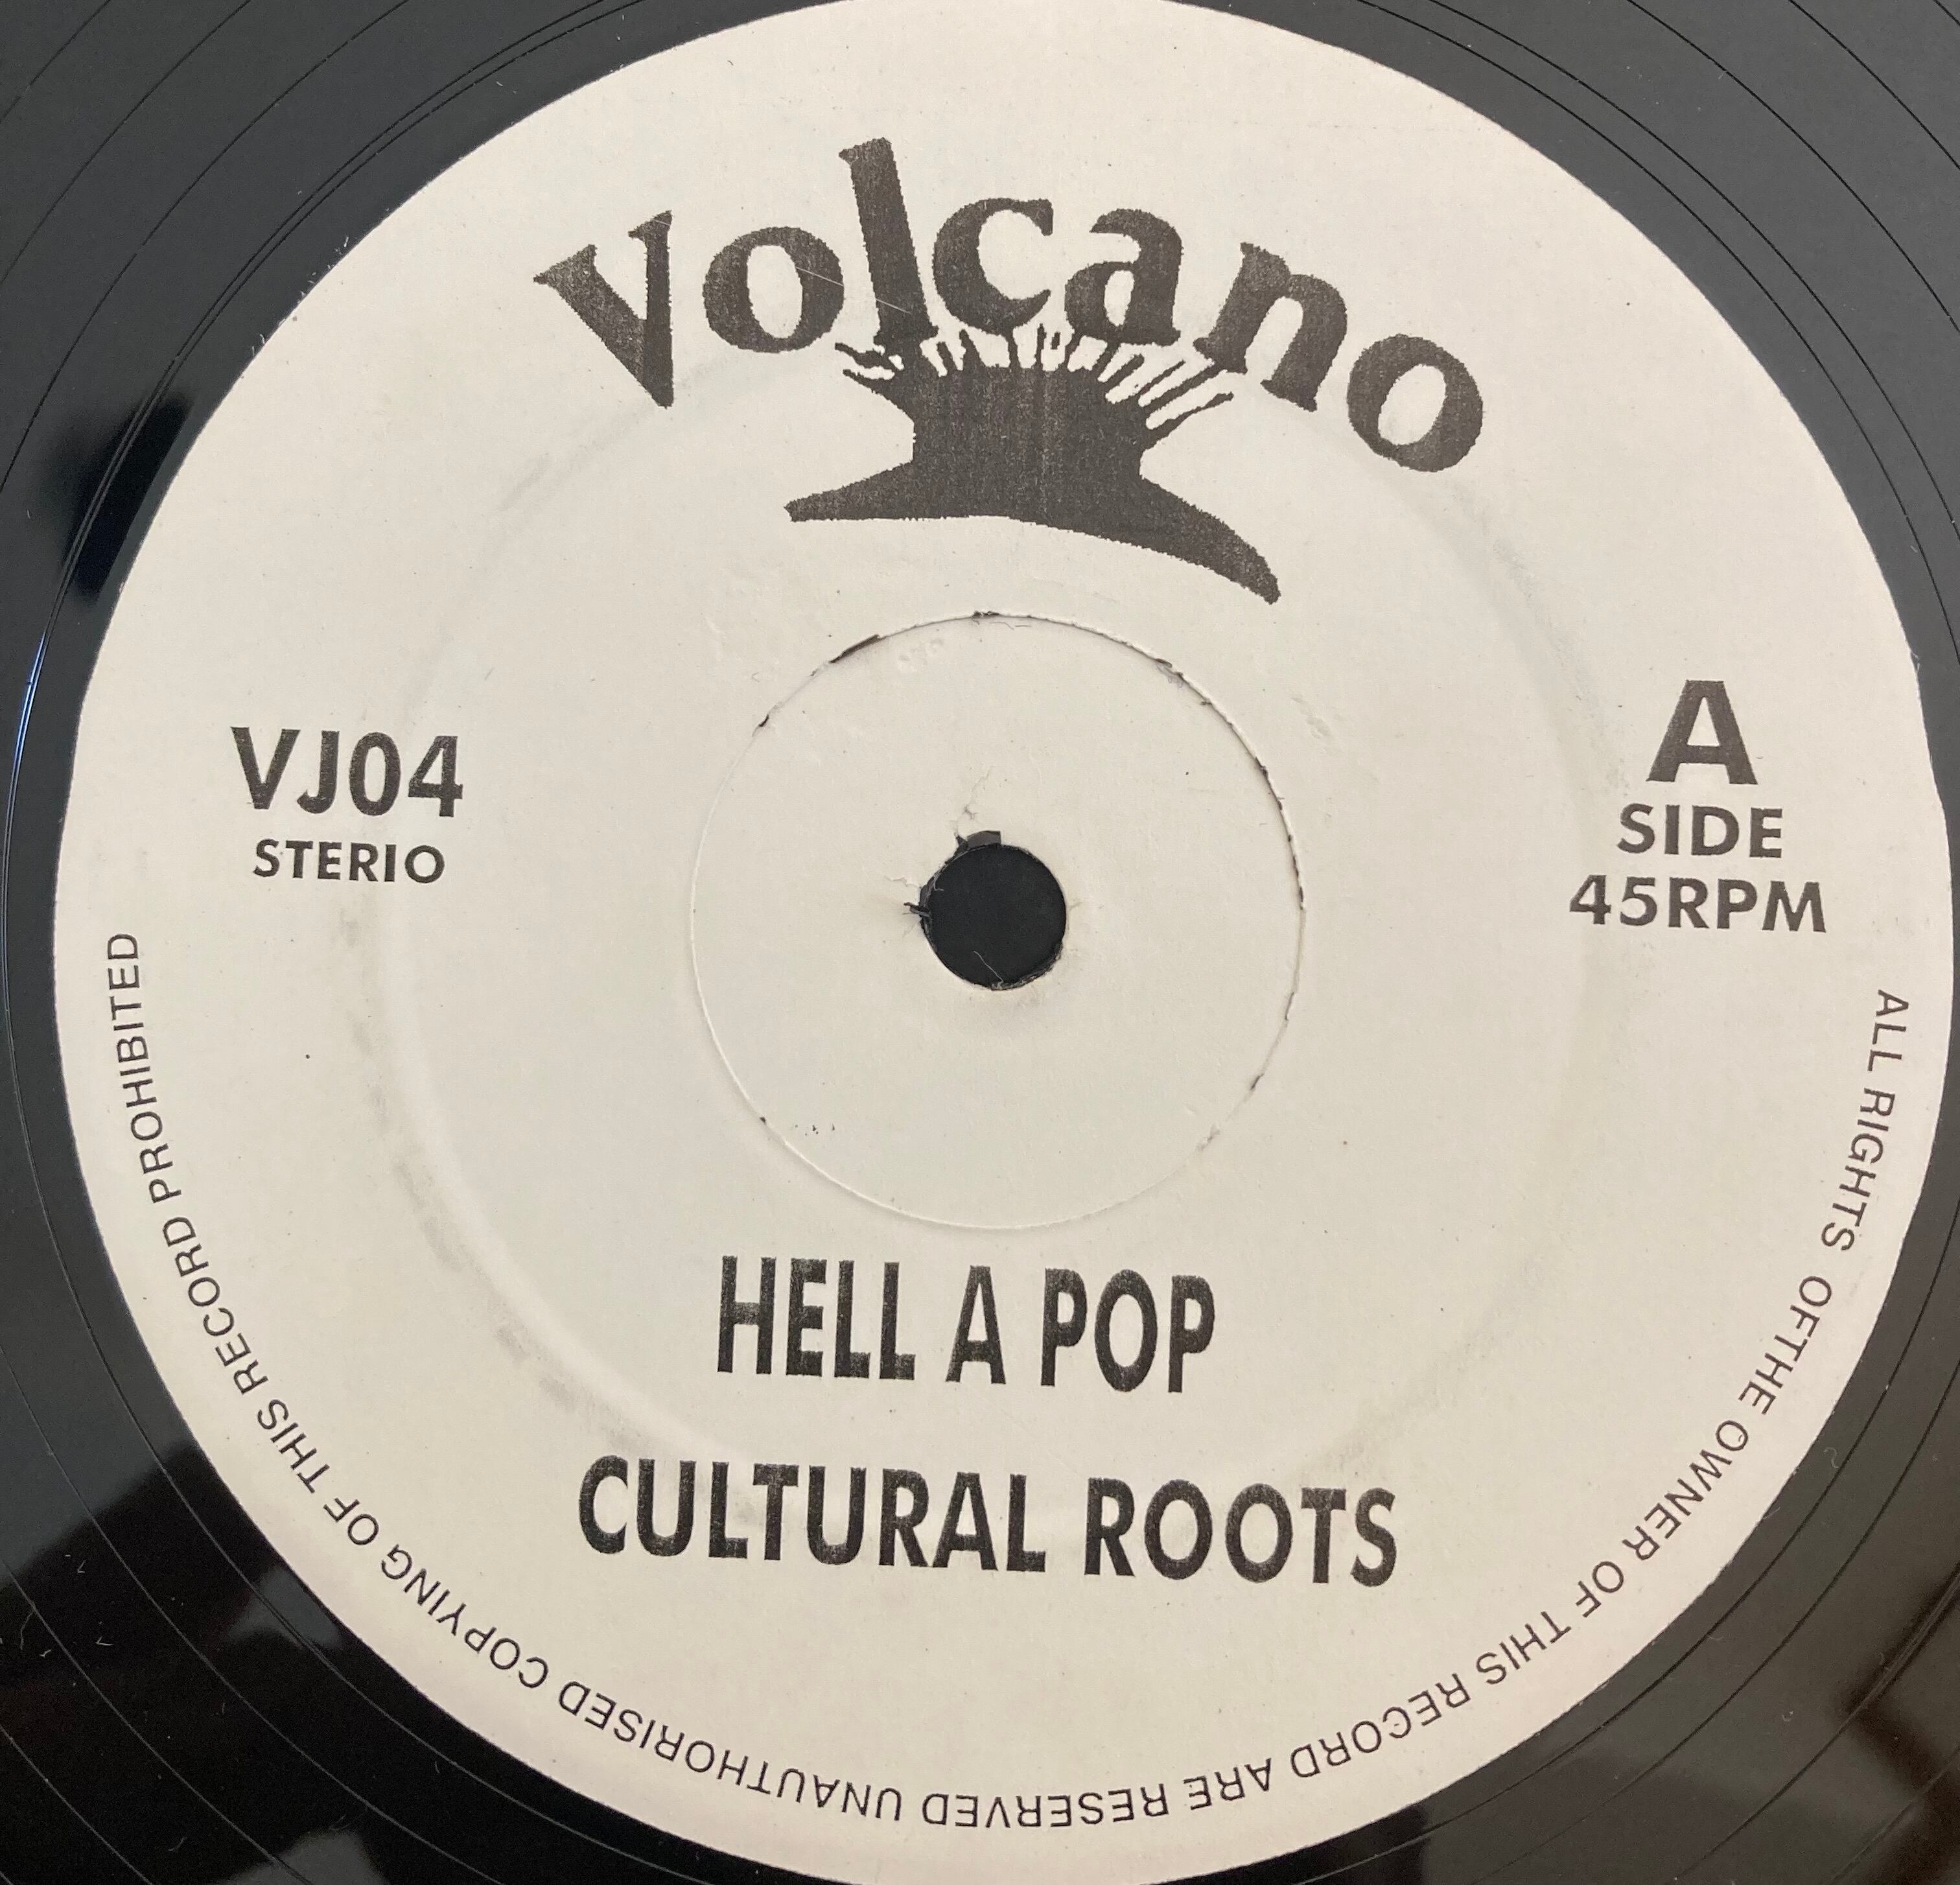 Volcano
VJ04
STERIO
A
SIDE
45RPM
HELL A POP
CULTURAL ROOTS
ALL RIGHTS OFTHE OWNER OF THIS RECORD ARE RESERVED UNAUTHORISED COPYING OF THIS RECORD PROHIBITED